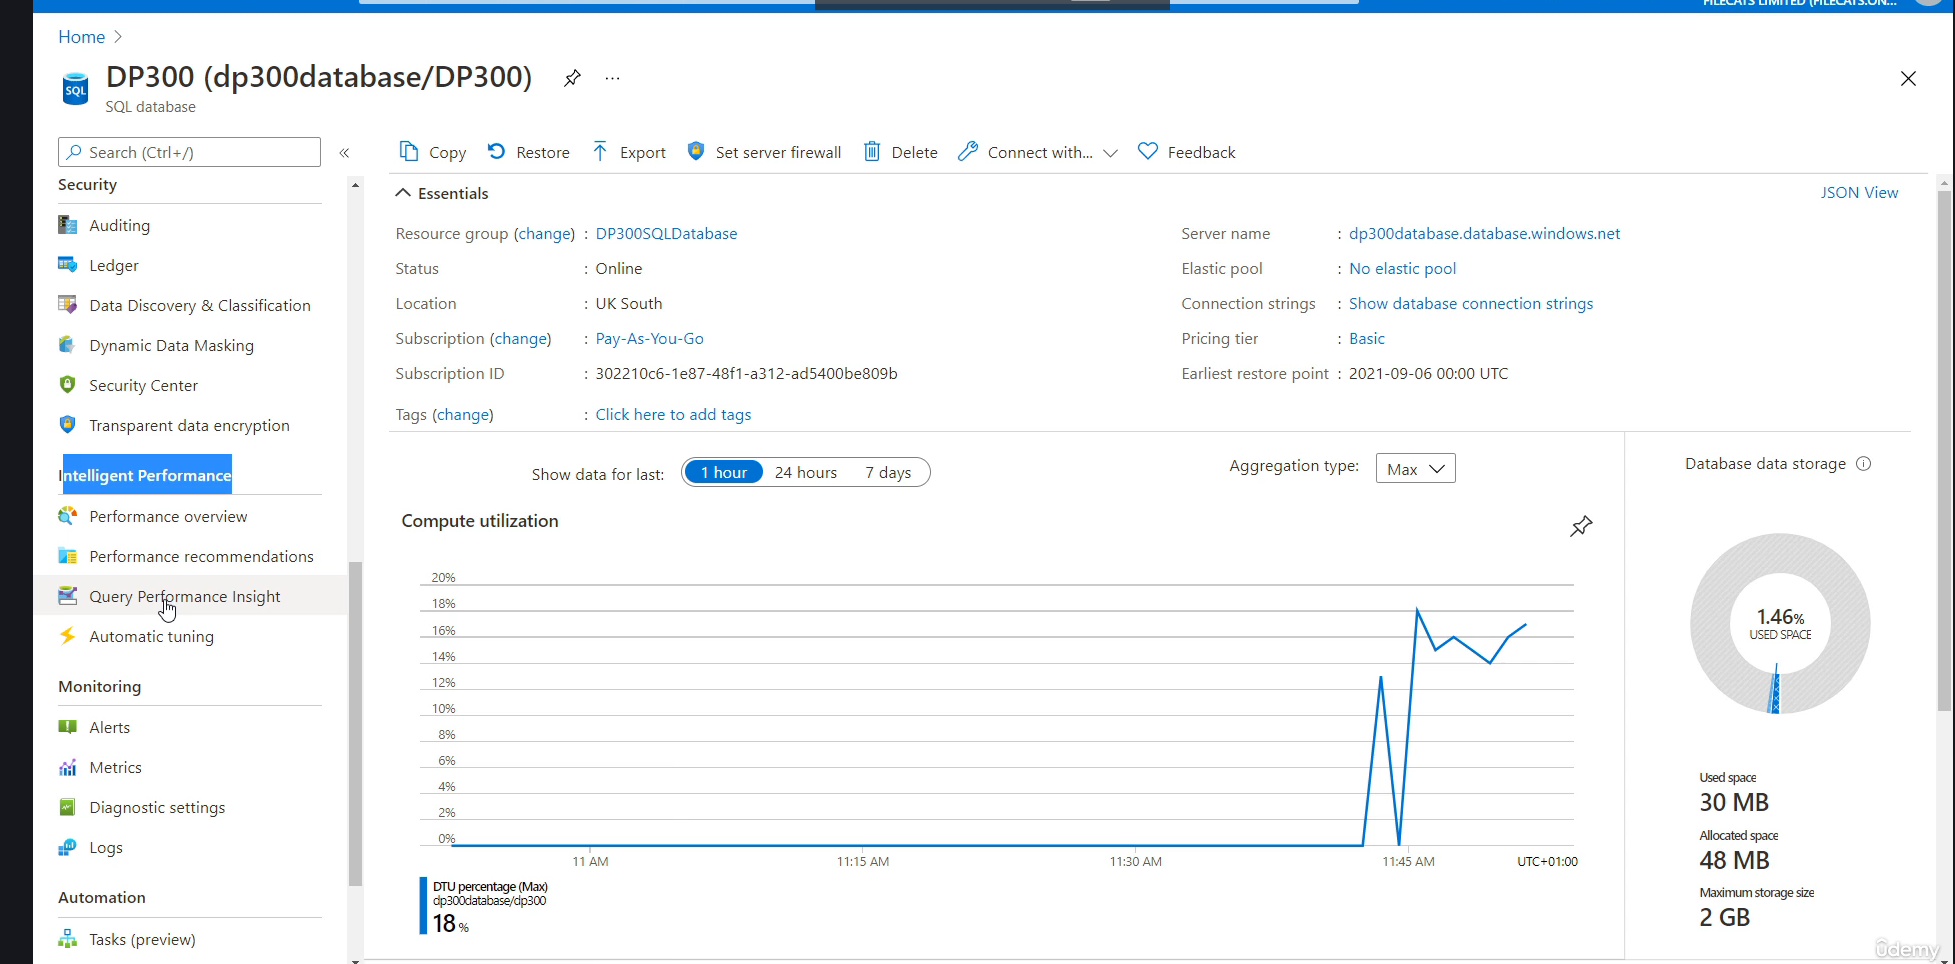 FILECATS LIMITED (FILECATS.ON...
Home
DP300 (dp300database/DP300)
...
SQL
SQL database
Search (Ctrl+/)
Copy
Restore
Export
Set server firewall
Delete
Connect with...
Feedback
Security
Auditing
Ledger
Data Discovery & Classification
Dynamic Data Masking
Security Center
Transparent data encryption
Intelligent Performance
Performance overview
Performance recommendations
Query Performance Insight
Automatic tuning
Monitoring
Alerts
Metrics
Diagnostic settings
Logs
Automation
Tasks (preview)
Essentials
JSON View
Resource group (change) : DP300SQLDatabase
Status : Online
Location : UK South
Subscription (change) : Pay-As-You-Go
Subscription ID : 302210c6-1e87-48f1-a312-ad5400be809b
Tags (change) : Click here to add tags
Server name : dp300database.database.windows.net
Elastic pool : No elastic pool
Connection strings : Show database connection strings
Pricing tier : Basic
Earliest restore point : 2021-09-06 00:00 UTC
Show data for last: 1 hour 24 hours 7 days
Aggregation type: Max
Compute utilization
20%
18%
16%
14%
12%
10%
8%
6%
4%
2%
0%
11 AM 11:15 AM 11:30 AM 11:45 AM UTC+01:00
DTU percentage (Max)
dp300database/dp300
18 %
Database data storage
1.46%
USED SPACE
Used space
30 MB
Allocated space
48 MB
Maximum storage size
2 GB
ûdemy